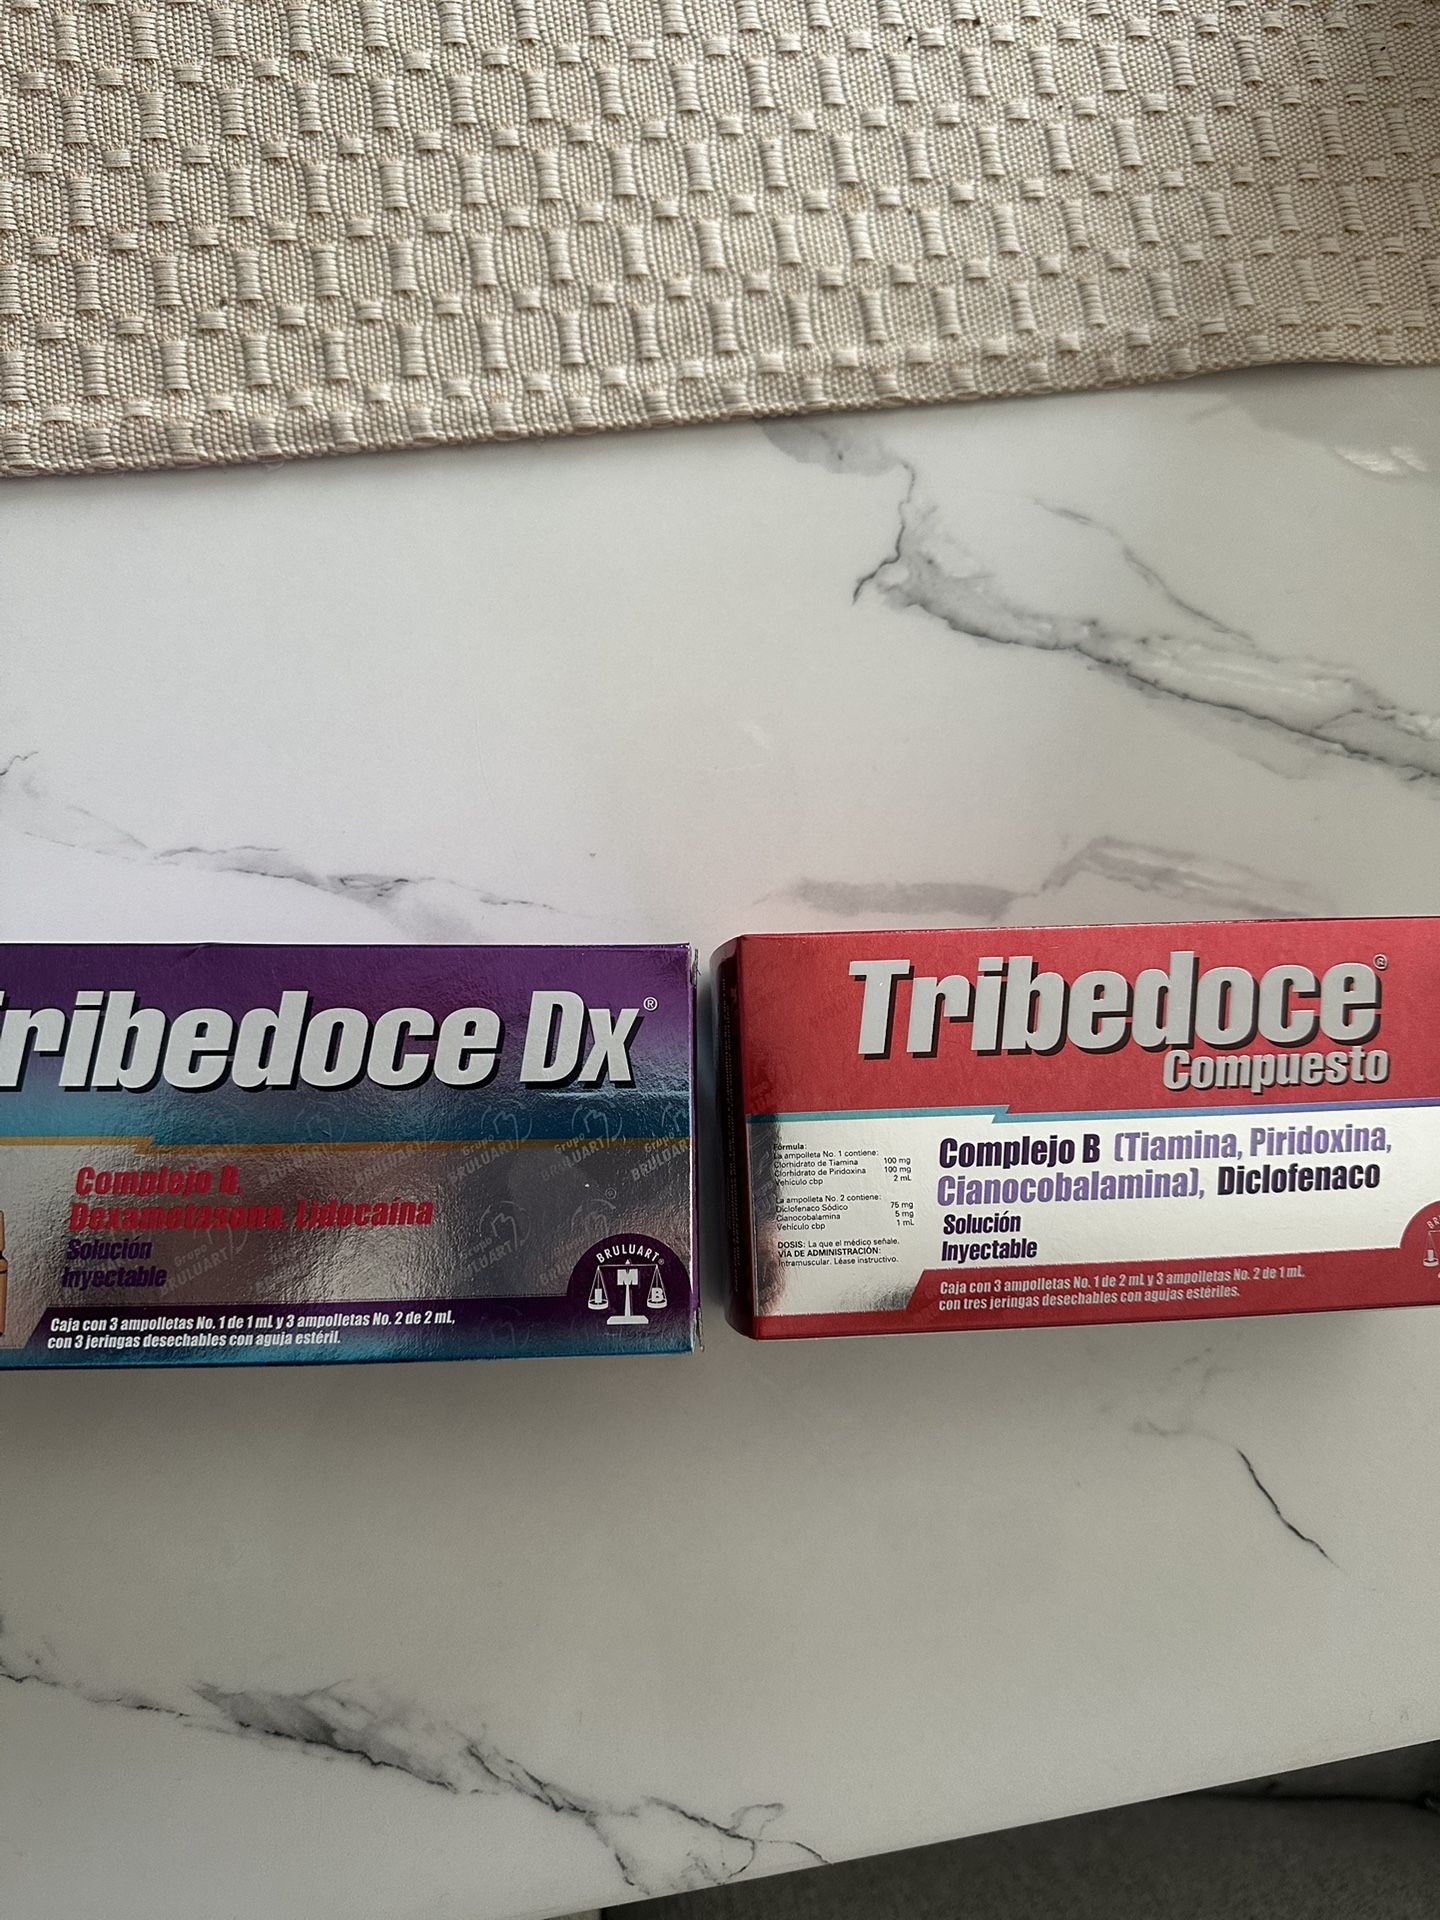 ribedoce Dx®
Complejo B,
Dexametasona, Lidocaína
Solución
Inyectable
Caja con 3 ampolletas No. 1 de 1 mL y 3 ampolletas No. 2 de 2 mL,
con 3 jeringas desechables con aguja estéril.
BRULUART®
M
B
Tribedoce®
Compuesto
Fórmula:
La ampolleta No. 1 contiene:
Clorhidrato de Tiamina 100 mg
Clorhidrato de Piridoxina 100 mg
Vehículo cbp 2 mL
La ampolleta No. 2 contiene:
Diclofenaco Sódico 75 mg
Cianocobalamina 5 mg
Vehículo cbp 1 mL
DOSIS: La que el médico señale.
VÍA DE ADMINISTRACIÓN:
Intramuscular. Léase instructivo.
Complejo B (Tiamina, Piridoxina,
Cianocobalamina), Diclofenaco
Solución
Inyectable
Caja con 3 ampolletas No. 1 de 2 mL y 3 ampolletas No. 2 de 1 mL,
con tres jeringas desechables con agujas estériles.